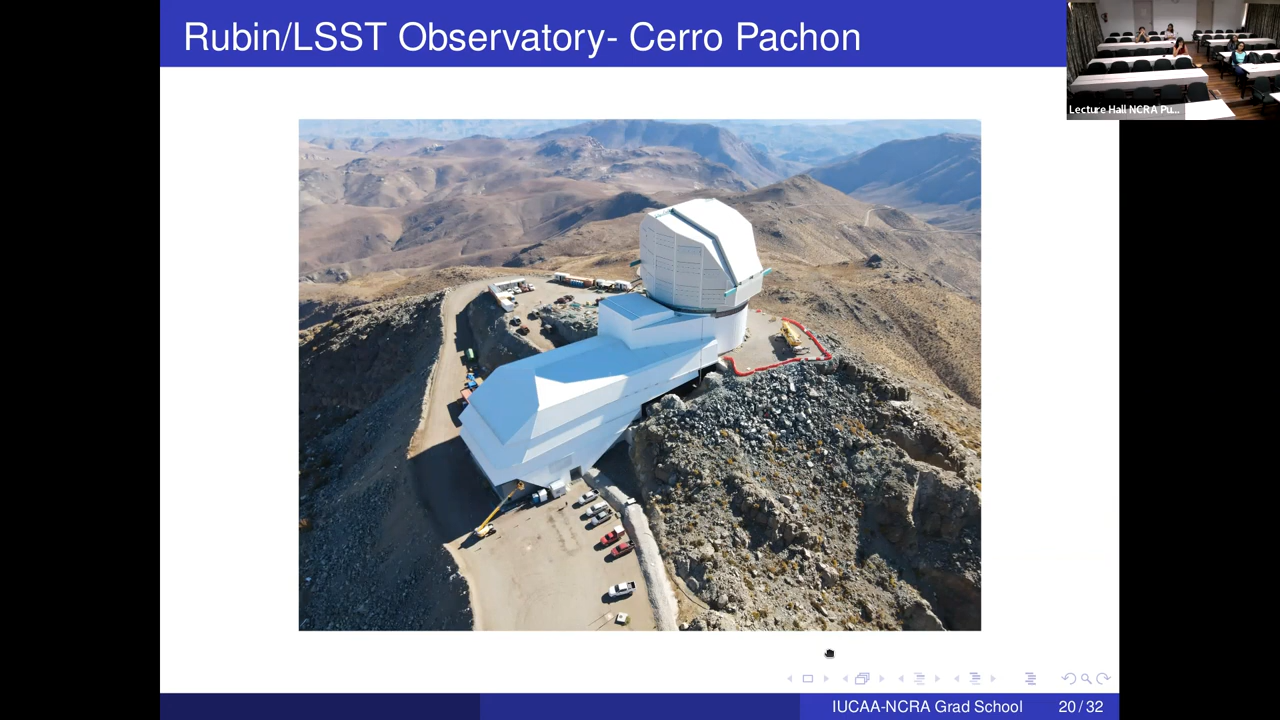 Rubin/LSST Observatory- Cerro Pachon
Lecture Hall NCRA Pu...
IUCAA-NCRA Grad School
20 / 32